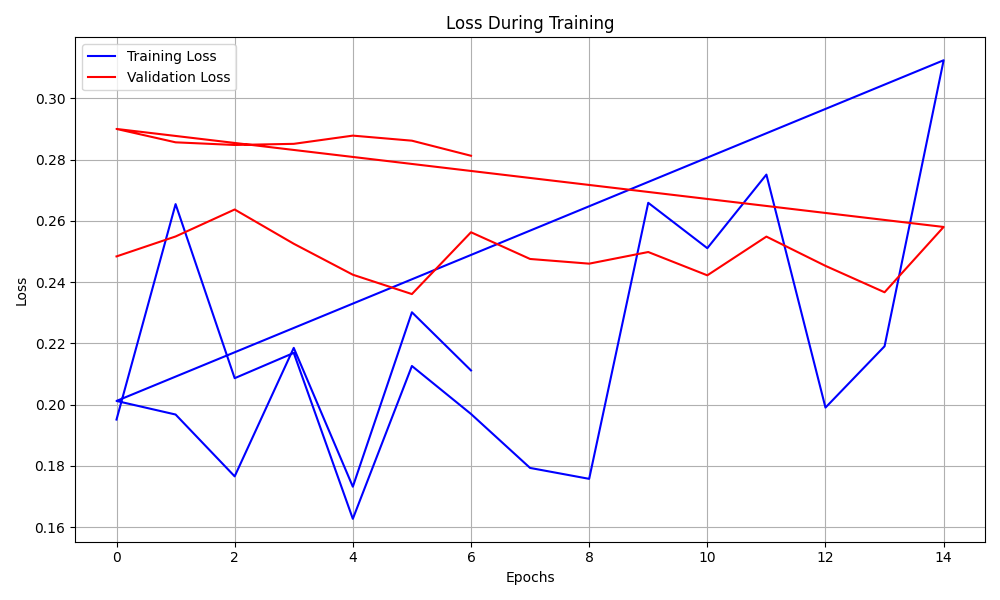 Loss During Training
Training Loss
Validation Loss
0.30
0.28
0.26
0.24
0.22
0.20
0.18
0.16
Loss
0 2 4 6 8 10 12 14
Epochs